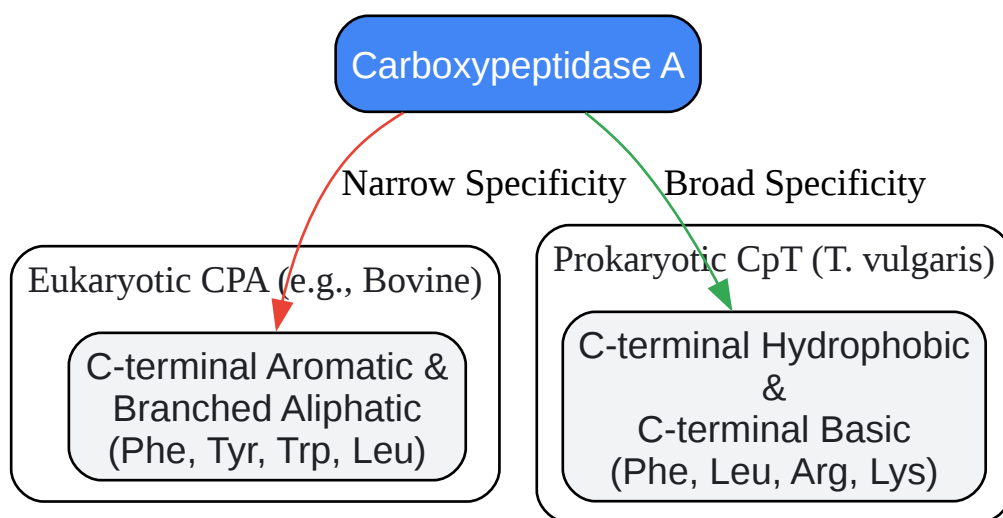 Carboxypeptidase A
Narrow Specificity
Broad Specificity
Eukaryotic CPA (e.g., Bovine)
C-terminal Aromatic &
Branched Aliphatic
(Phe, Tyr, Trp, Leu)
Prokaryotic CpT (T. vulgaris)
C-terminal Hydrophobic
&
C-terminal Basic
(Phe, Leu, Arg, Lys)